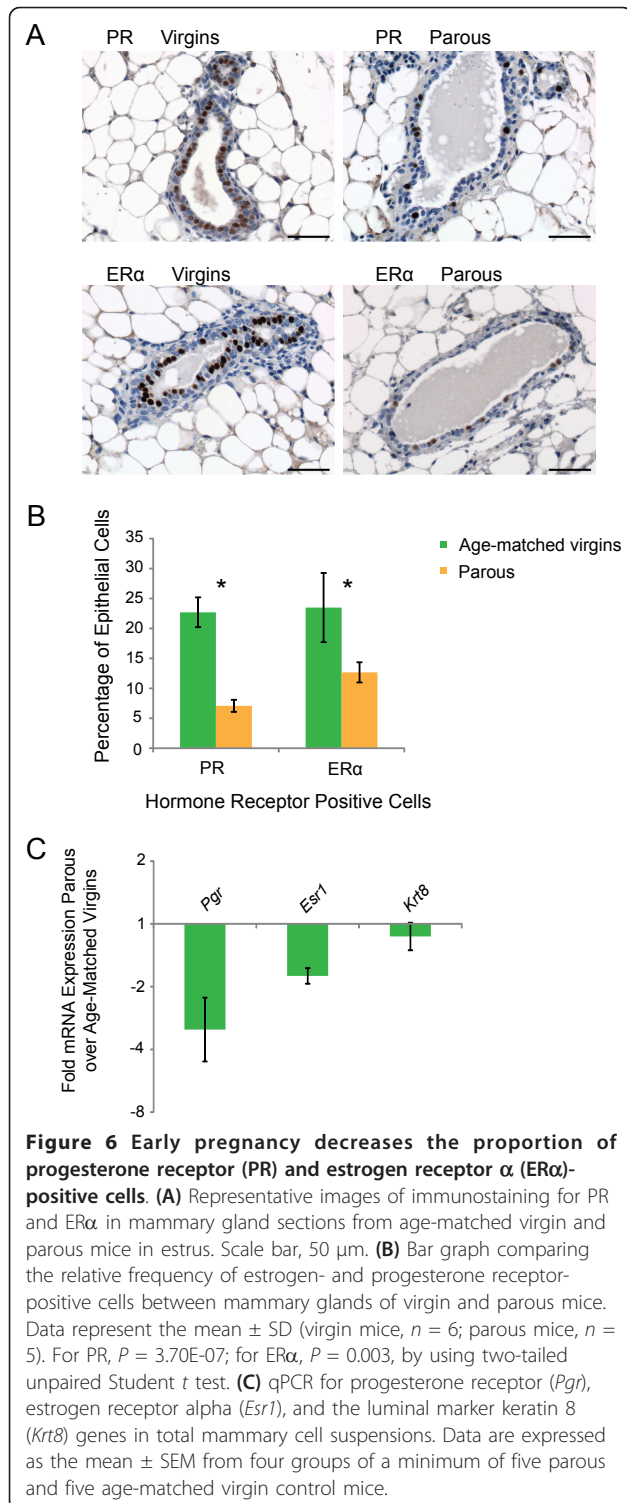 A
PR Virgins
PR Parous
ERα Virgins
ERα Parous
B
Percentage of Epithelial Cells
35
30
25
20
15
10
5
0
*
*
Age-matched virgins
Parous
PR
ERα
Hormone Receptor Positive Cells
C
Fold mRNA Expression Parous
over Age-Matched Virgins
2
1
-2
-4
-8
Pgr
Esr1
Krt8
Figure 6 Early pregnancy decreases the proportion of
progesterone receptor (PR) and estrogen receptor α (ERα)-
positive cells. (A) Representative images of immunostaining for PR
and ERα in mammary gland sections from age-matched virgin and
parous mice in estrus. Scale bar, 50 μm. (B) Bar graph comparing
the relative frequency of estrogen- and progesterone receptor-
positive cells between mammary glands of virgin and parous mice.
Data represent the mean ± SD (virgin mice, n = 6; parous mice, n =
5). For PR, P = 3.70E-07; for ERα, P = 0.003, by using two-tailed
unpaired Student t test. (C) qPCR for progesterone receptor (Pgr),
estrogen receptor alpha (Esr1), and the luminal marker keratin 8
(Krt8) genes in total mammary cell suspensions. Data are expressed
as the mean ± SEM from four groups of a minimum of five parous
and five age-matched virgin control mice.